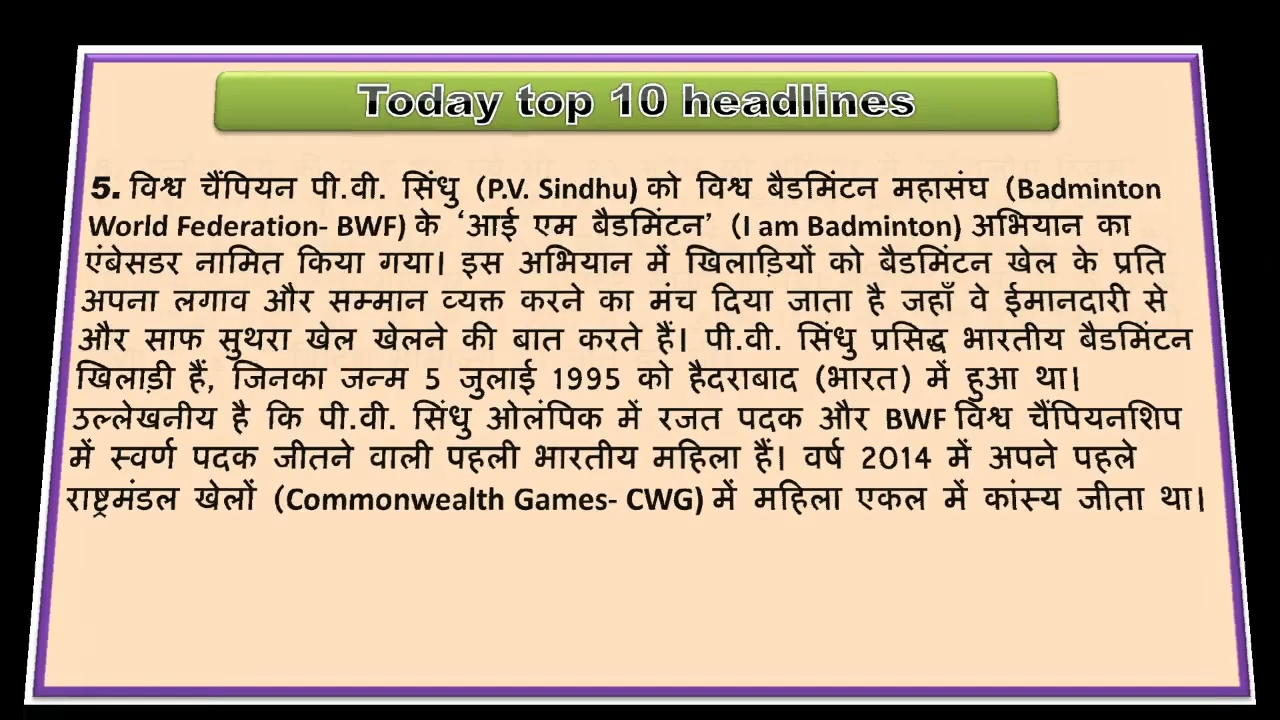 Today top 10 headlines
5. विश्व चैंपियन पी.वी. सिंधु (P.V. Sindhu) को विश्व बैडमिंटन महासंघ (Badminton
World Federation- BWF) के ‘आई एम बैडमिंटन’ (I am Badminton) अभियान का
एंबेसडर नामित किया गया। इस अभियान में खिलाड़ियों को बैडमिंटन खेल के प्रति
अपना लगाव और सम्मान व्यक्त करने का मंच दिया जाता है जहाँ वे ईमानदारी से
और साफ सुथरा खेल खेलने की बात करते हैं। पी.वी. सिंधु प्रसिद्ध भारतीय बैडमिंटन
खिलाड़ी हैं, जिनका जन्म 5 जुलाई 1995 को हैदराबाद (भारत) में हुआ था।
उल्लेखनीय है कि पी.वी. सिंधु ओलंपिक में रजत पदक और BWF विश्व चैंपियनशिप
में स्वर्ण पदक जीतने वाली पहली भारतीय महिला हैं। वर्ष 2014 में अपने पहले
राष्ट्रमंडल खेलों (Commonwealth Games- CWG) में महिला एकल में कांस्य जीता था।